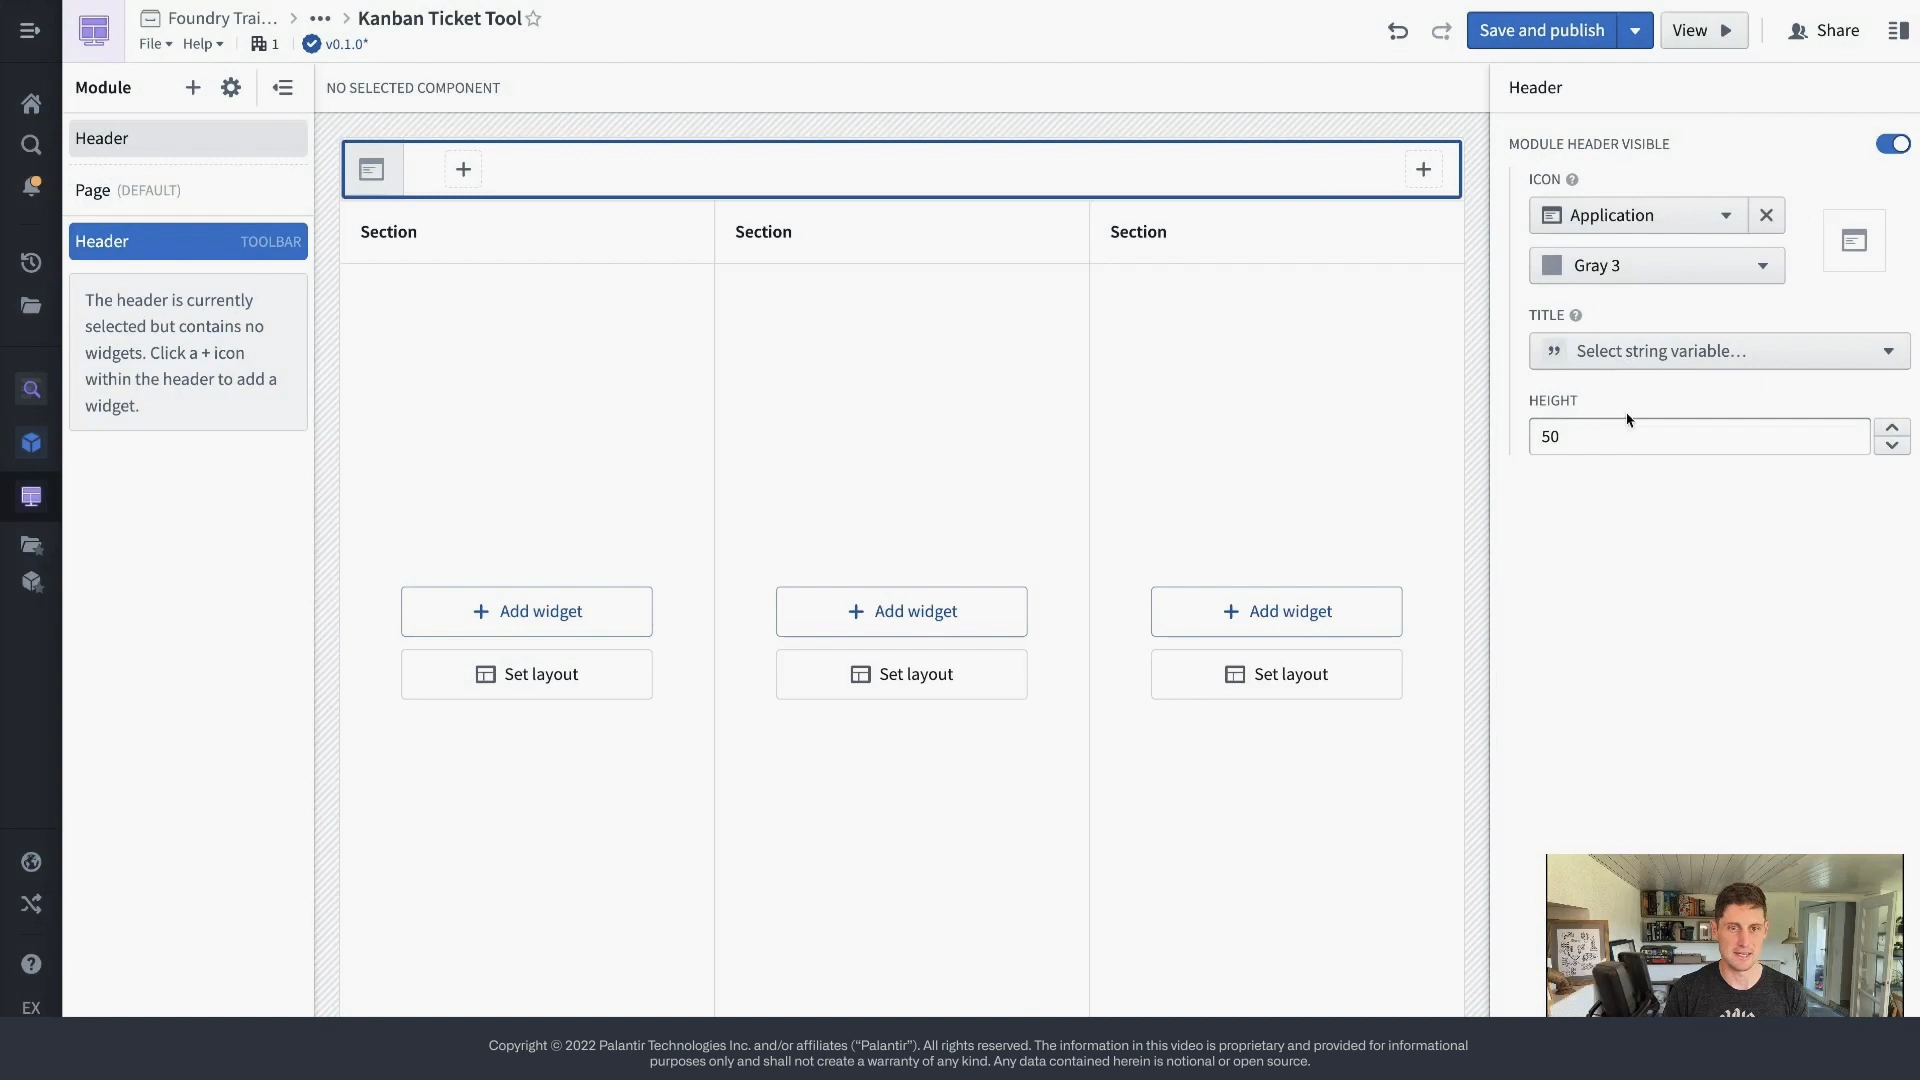 Foundry Trai... > ••• > Kanban Ticket Tool
File Help 1 v0.1.0*
Save and publish
View
Share
Module
NO SELECTED COMPONENT
Header
Header
MODULE HEADER VISIBLE
Page (DEFAULT)
ICON
Application
Header TOOLBAR
Section
Section
Section
Gray 3
The header is currently
selected but contains no
widgets. Click a + icon
within the header to add a
widget.
TITLE
Select string variable...
HEIGHT
50
+ Add widget
+ Add widget
+ Add widget
Set layout
Set layout
Set layout
EX
Copyright © 2022 Palantir Technologies Inc. and/or affiliates (“Palantir”). All rights reserved. The information in this video is proprietary and provided for informational
purposes only and shall not create a warranty of any kind. Any data contained herein is notional or open source.